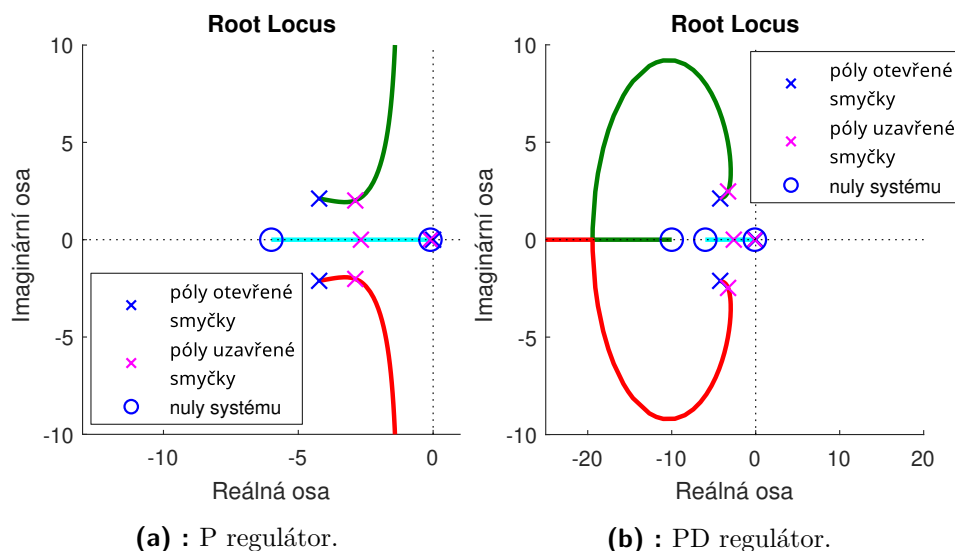 Root Locus
10
5
0
-5
-10
Imaginární osa
-10
-5
0
Reálná osa
póly otevřené
smyčky
póly uzavřené
smyčky
nuly systému
(a) : P regulátor.
Root Locus
10
5
0
-5
-10
Imaginární osa
-20
-10
0
10
20
Reálná osa
póly otevřené
smyčky
póly uzavřené
smyčky
nuly systému
(b) : PD regulátor.